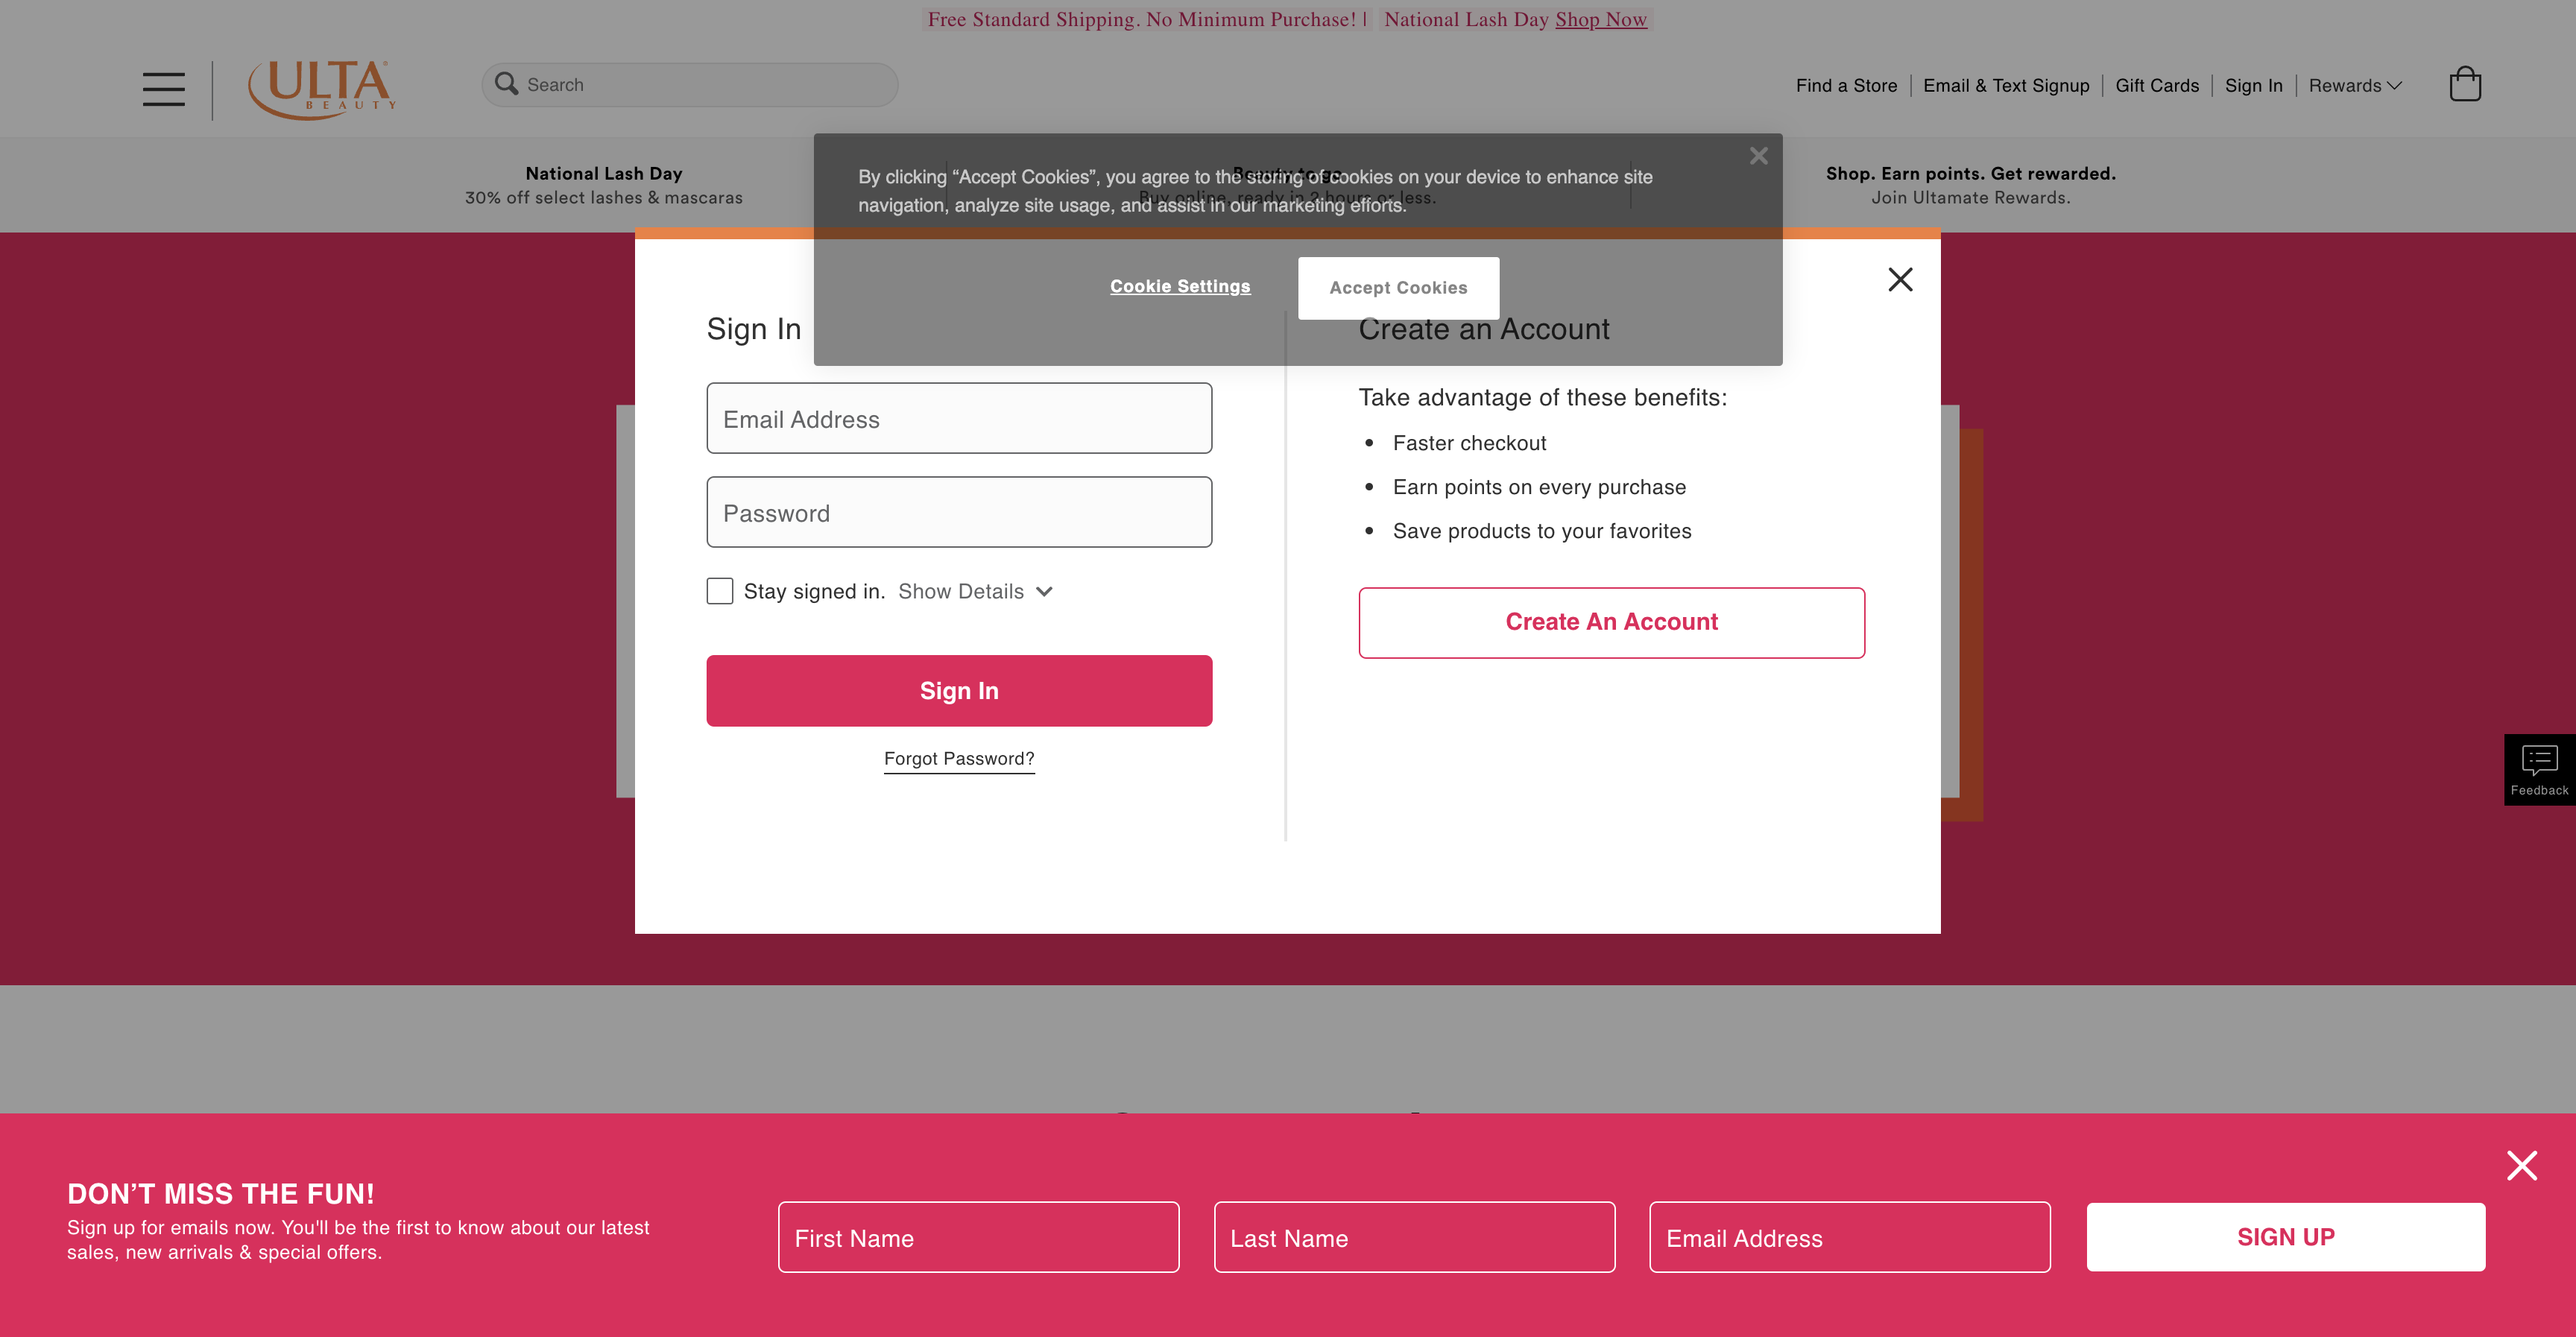 Free Standard Shipping. No Minimum Purchase! | National Lash Day Shop Now
ULTA
BEAUTY
Search
Find a Store
Email & Text Signup
Gift Cards
Sign In
Rewards
National Lash Day
30% off select lashes & mascaras
Buy online, ready in 2 hours or less.
Shop. Earn points. Get rewarded.
Join Ultamate Rewards.
By clicking “Accept Cookies”, you agree to the storing of cookies on your device to enhance site
navigation, analyze site usage, and assist in our marketing efforts.
Cookie Settings
Accept Cookies
Sign In
Email Address
Password
Stay signed in. Show Details
Sign In
Forgot Password?
Create an Account
Take advantage of these benefits:
• Faster checkout
• Earn points on every purchase
• Save products to your favorites
Create An Account
Feedback
DON’T MISS THE FUN!
Sign up for emails now. You'll be the first to know about our latest
sales, new arrivals & special offers.
First Name
Last Name
Email Address
SIGN UP